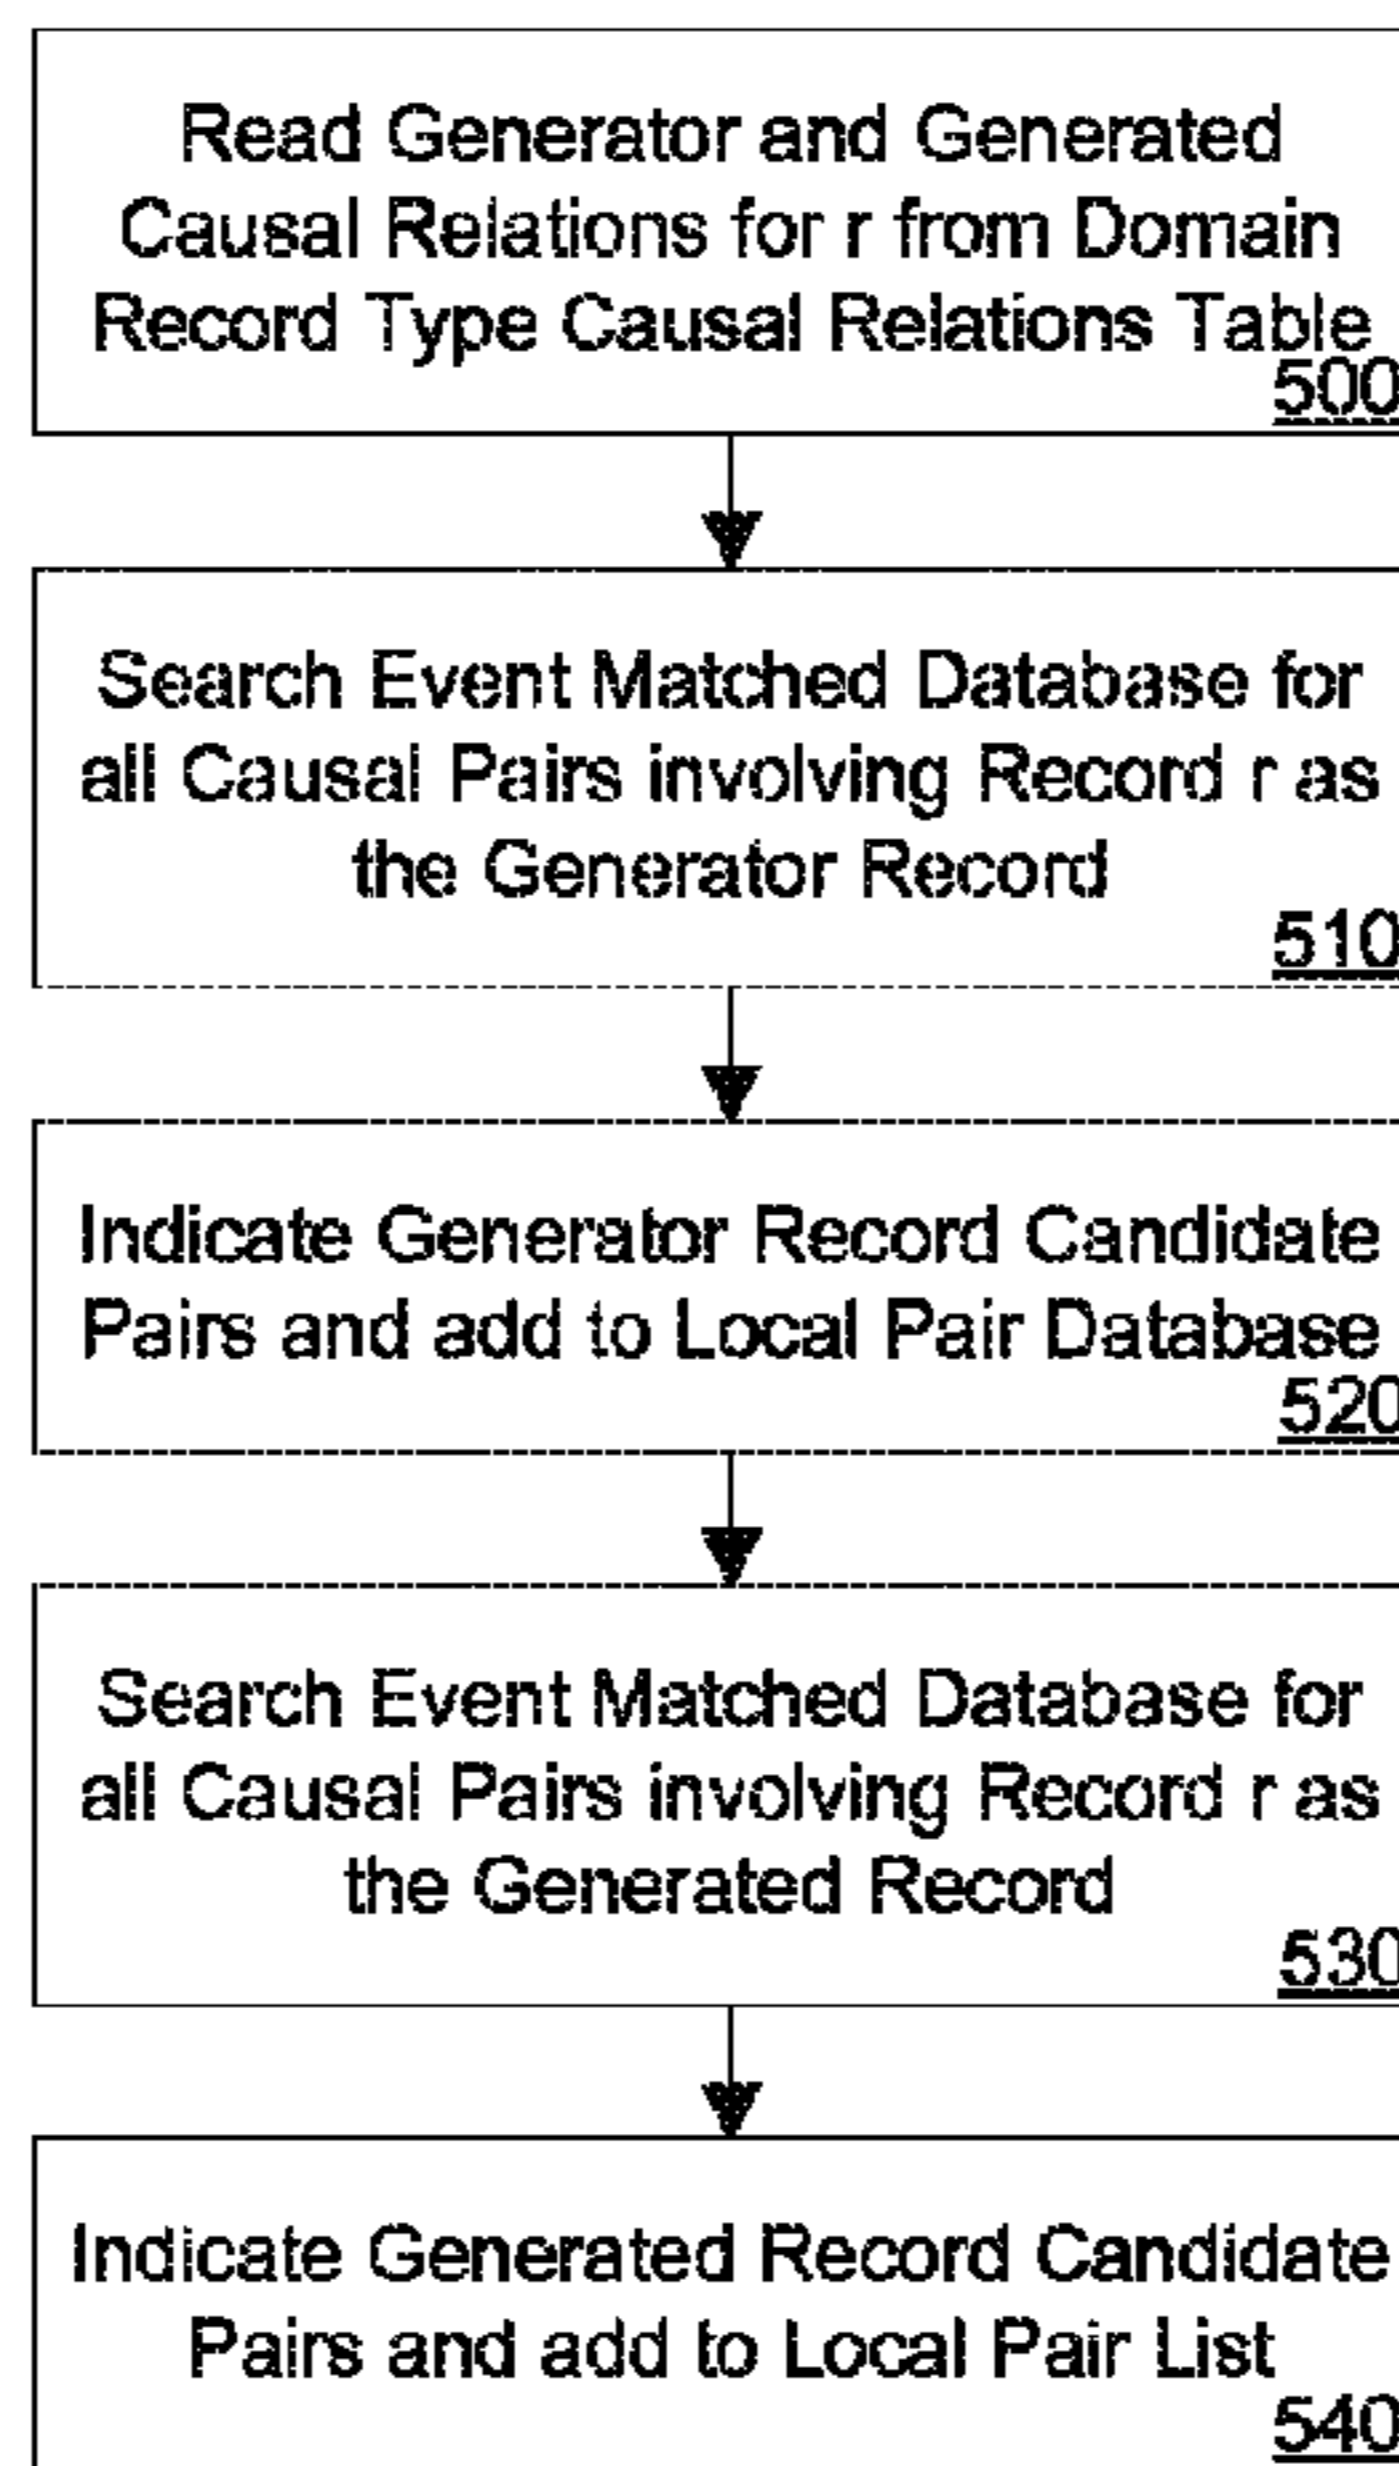 Read Generator and Generated
Causal Relations for r from Domain
Record Type Causal Relations Table
500
Search Event Matched Database for
all Causal Pairs involving Record r as
the Generator Record
510
Indicate Generator Record Candidate
Pairs and add to Local Pair Database
520
Search Event Matched Database for
all Causal Pairs involving Record r as
the Generated Record
530
Indicate Generated Record Candidate
Pairs and add to Local Pair List
540